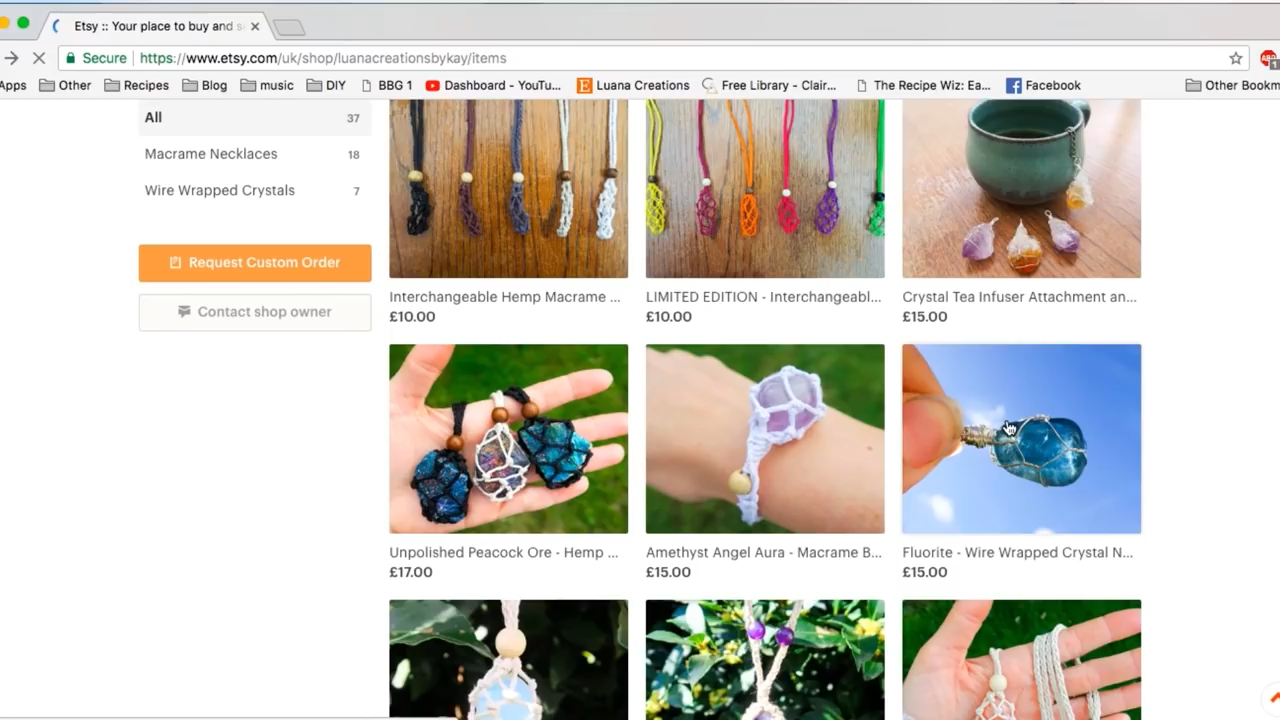 Etsy :: Your place to buy and s
Secure https://www.etsy.com/uk/shop/luanacreationsbykay/items
Apps Other Recipes Blog music DIY BBG 1 Dashboard - YouTu... Luana Creations Free Library - Clair... The Recipe Wiz: Ea... Facebook Other Bookm
All 37
Macrame Necklaces 18
Wire Wrapped Crystals 7
Request Custom Order
Contact shop owner
Interchangeable Hemp Macrame ...
£10.00
LIMITED EDITION - Interchangeabl...
£10.00
Crystal Tea Infuser Attachment an...
£15.00
Unpolished Peacock Ore - Hemp ...
£17.00
Amethyst Angel Aura - Macrame B...
£15.00
Fluorite - Wire Wrapped Crystal N...
£15.00